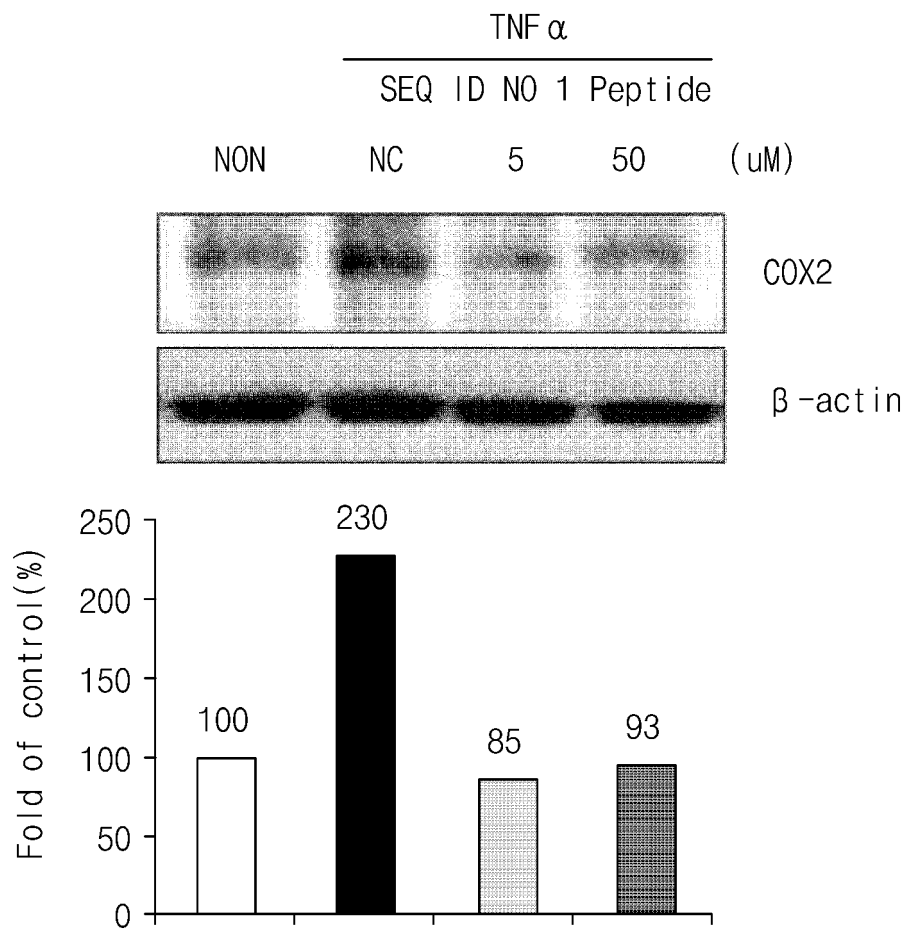 TNFα
SEQ ID NO 1 Peptide
NON NC 5 50 (uM)
COX2
β-actin
Fold of control(%)
250
200
150
100
50
0
100
230
85
93